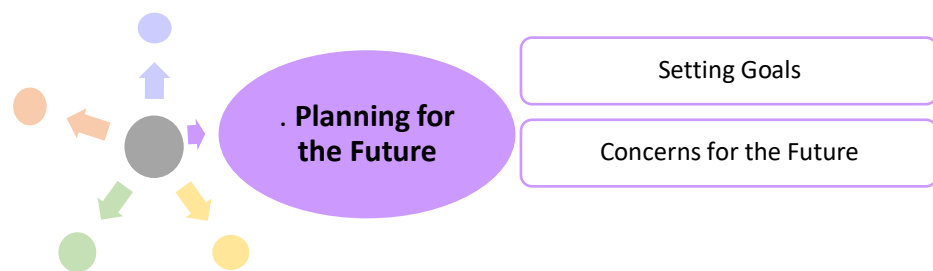 . Planning for
the Future
Setting Goals
Concerns for the Future